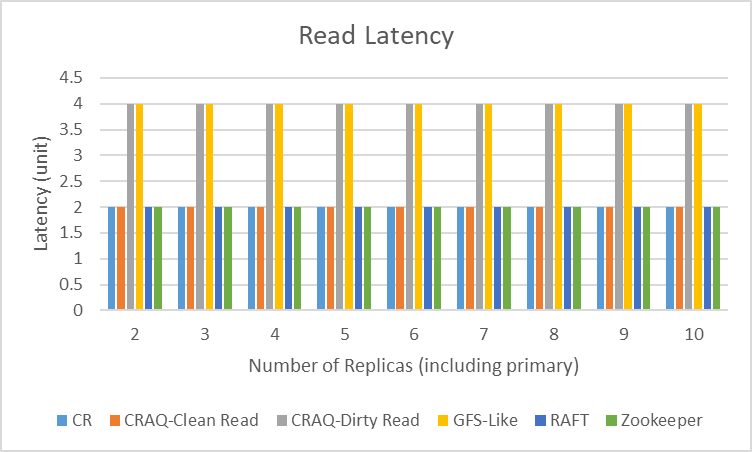 Read Latency
Latency (unit)
4.5
4
3.5
3
2.5
2
1.5
1
0.5
0
2 3 4 5 6 7 8 9 10
Number of Replicas (including primary)
CR CRAQ-Clean Read CRAQ-Dirty Read GFS-Like RAFT Zookeeper